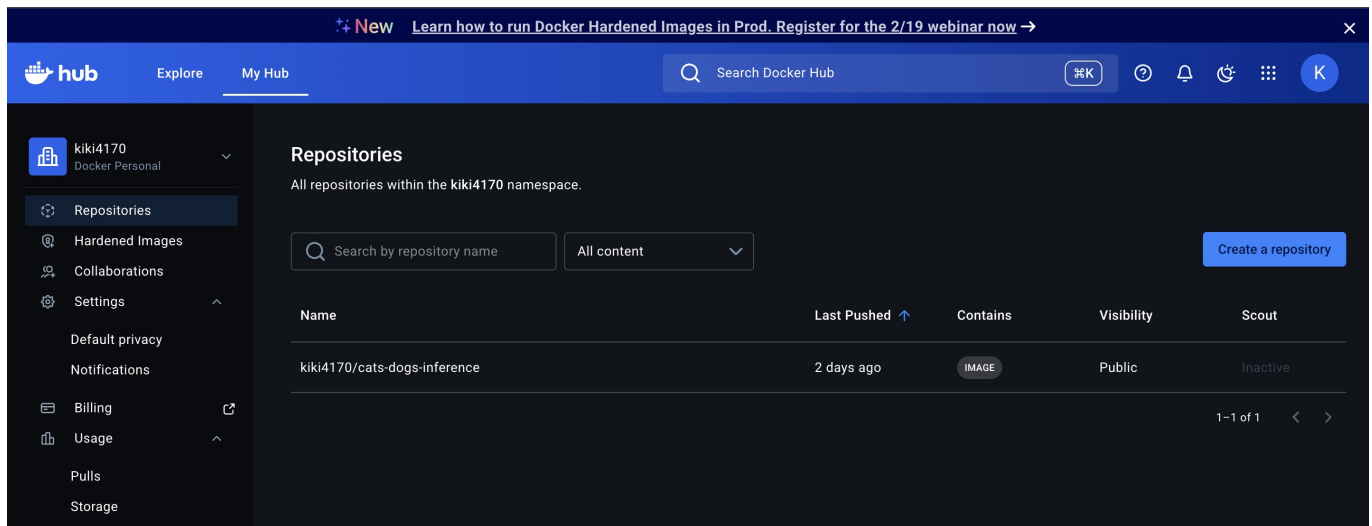 New Learn how to run Docker Hardened Images in Prod. Register for the 2/19 webinar now →
hub Explore My Hub Search Docker Hub ⌘K K
kiki4170
Docker Personal
Repositories
Hardened Images
Collaborations
Settings
Default privacy
Notifications
Billing
Usage
Pulls
Storage
Repositories
All repositories within the kiki4170 namespace.
Search by repository name All content Create a repository
Name Last Pushed ↑ Contains Visibility Scout
kiki4170/cats-dogs-inference 2 days ago IMAGE Public Inactive
1–1 of 1